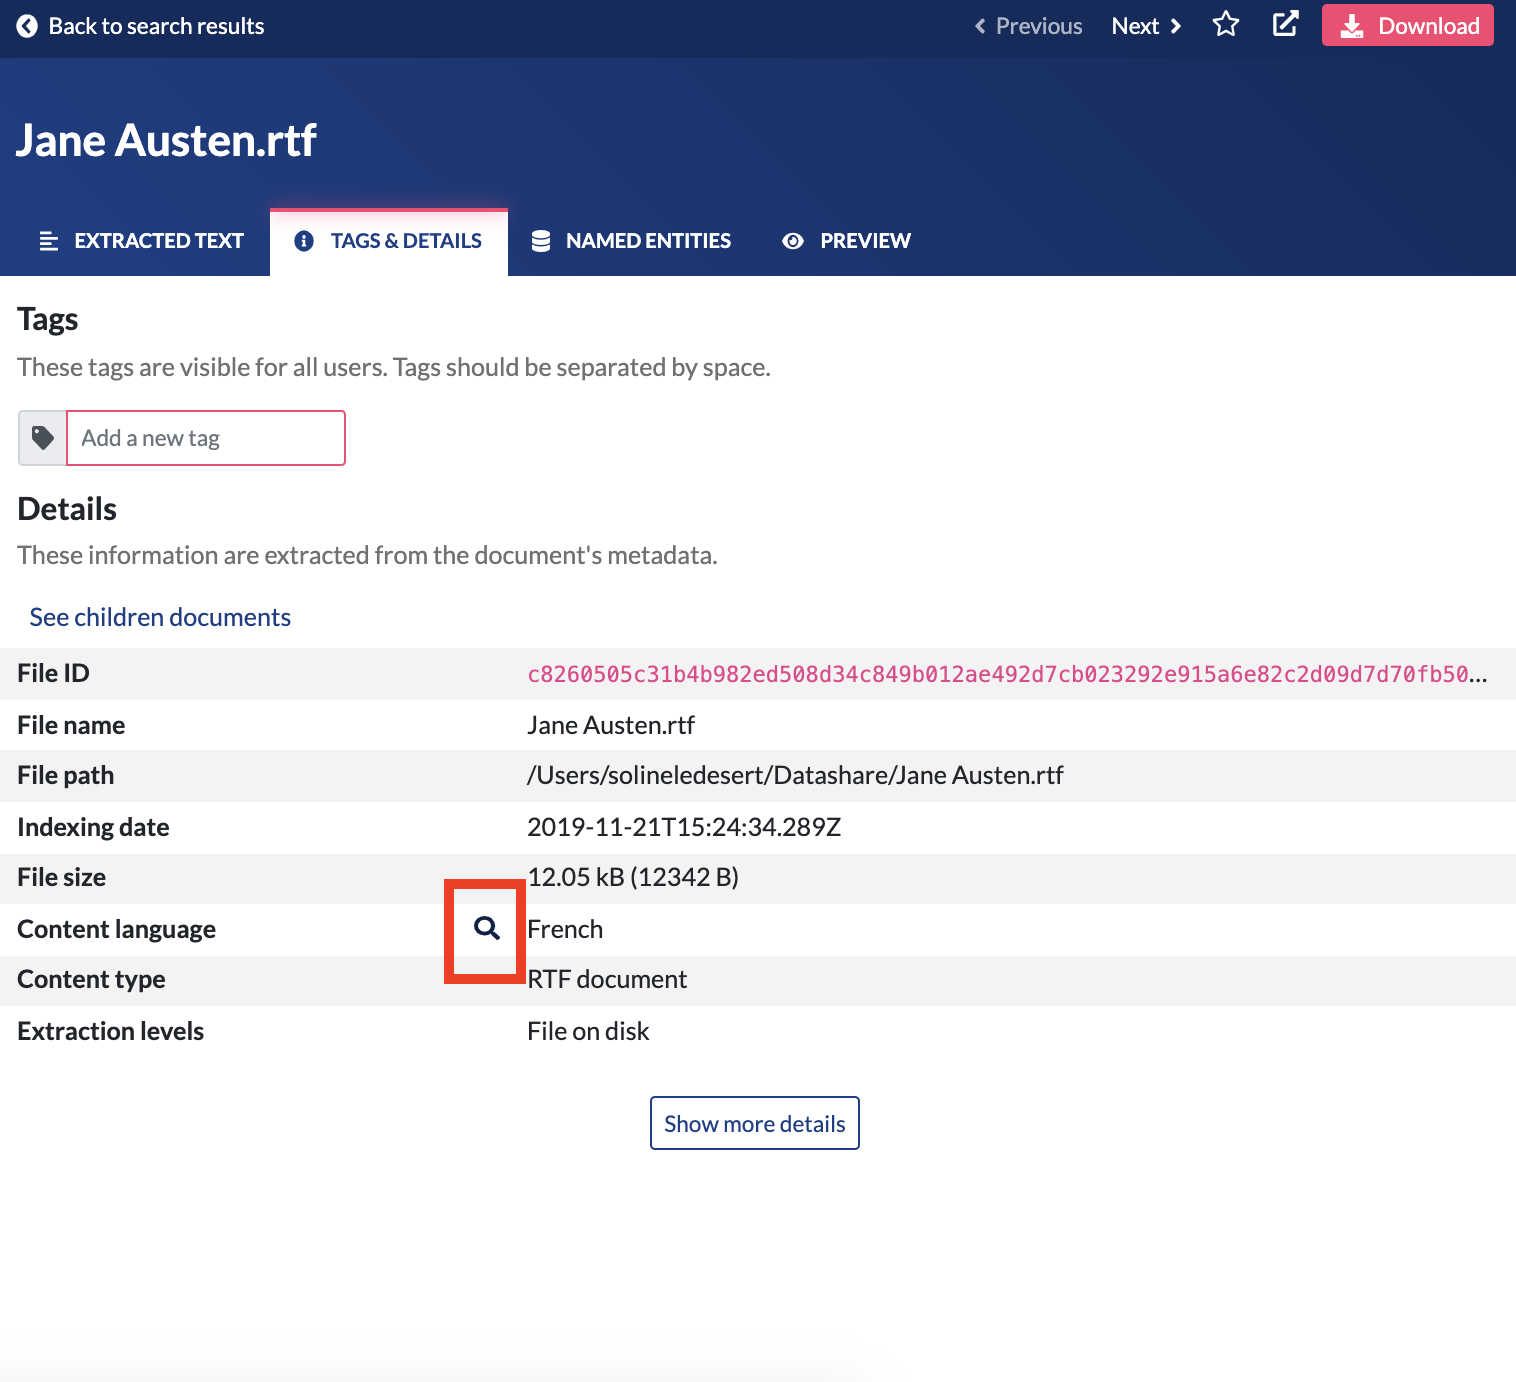 Back to search results
Previous
Next
Download
Jane Austen.rtf
EXTRACTED TEXT
TAGS & DETAILS
NAMED ENTITIES
PREVIEW
Tags
These tags are visible for all users. Tags should be separated by space.
Add a new tag
Details
These information are extracted from the document's metadata.
See children documents
File ID c8260505c31b4b982ed508d34c849b012ae492d7cb023292e915a6e82c2d09d7d70fb50...
File name Jane Austen.rtf
File path /Users/solineledesert/Datashare/Jane Austen.rtf
Indexing date 2019-11-21T15:24:34.289Z
File size 12.05 kB (12342 B)
Content language French
Content type RTF document
Extraction levels File on disk
Show more details